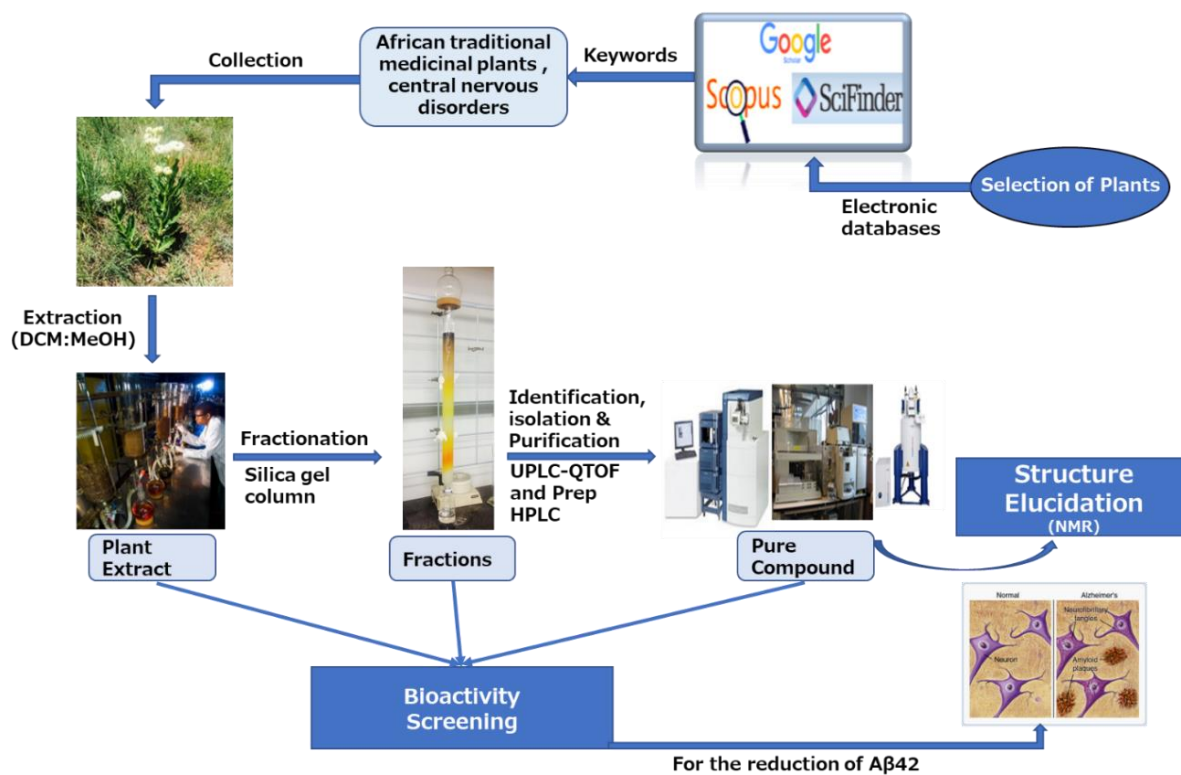 Selection of Plants
Electronic
databases
Google
Scholar
Scopus
SciFinder
Keywords
African traditional
medicinal plants ,
central nervous
disorders
Collection
Extraction
(DCM:MeOH)
Plant
Extract
Fractionation
Silica gel
column
Fractions
Identification,
isolation &
Purification
UPLC-QTOF
and Prep
HPLC
Pure
Compound
Structure
Elucidation
(NMR)
Bioactivity
Screening
For the reduction of Aβ42
Normal
Neuron
Alzheimer's
Neurofibrillary
tangles
Amyloid
plaques